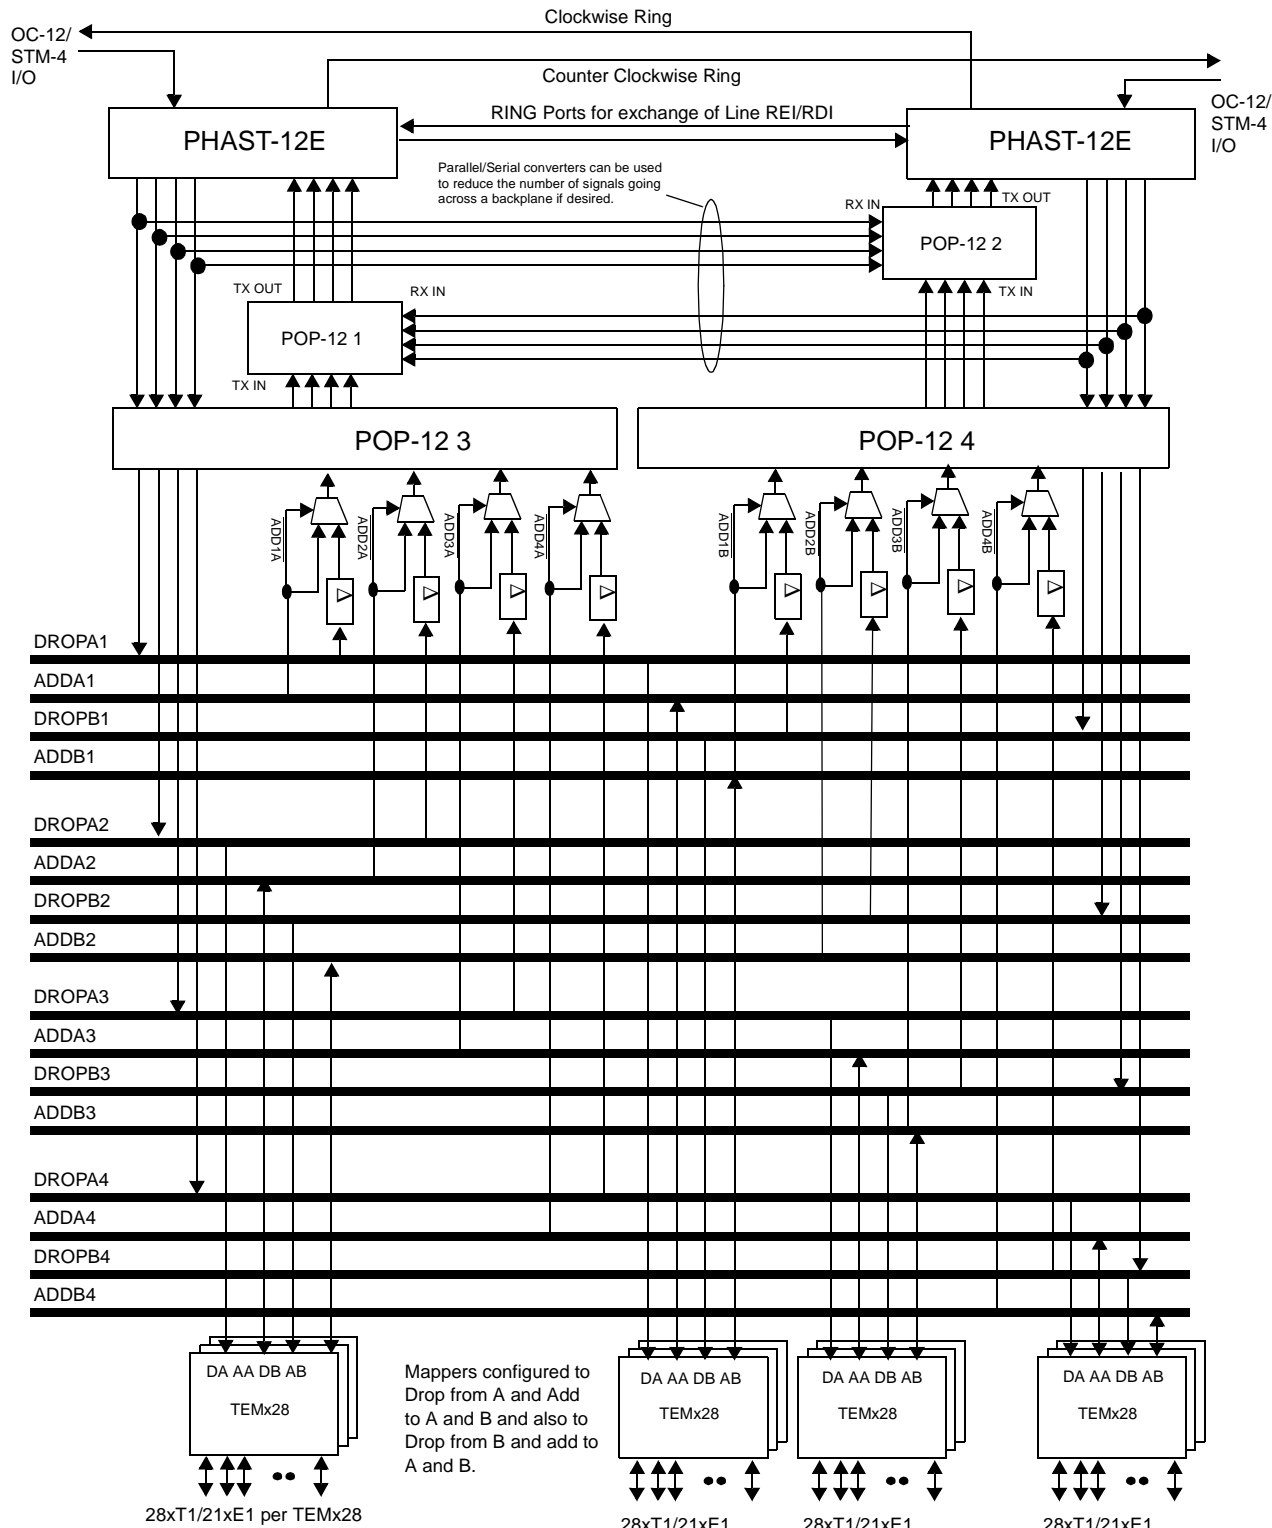 Clockwise Ring
OC-12/
STM-4
I/O
Counter Clockwise Ring
OC-12/
STM-4
I/O
RING Ports for exchange of Line REI/RDI
PHAST-12E
PHAST-12E
Parallel/Serial converters can be used
to reduce the number of signals going
across a backplane if desired.
RX IN
TX OUT
POP-12 2
TX OUT
RX IN
TX IN
POP-12 1
TX IN
POP-12 3
POP-12 4
ADD1A
ADD2A
ADD3A
ADD4A
ADD1B
ADD2B
ADD3B
ADD4B
Δ
Δ
Δ
Δ
Δ
Δ
Δ
Δ
DROPA1
ADDA1
DROPB1
ADDB1
DROPA2
ADDA2
DROPB2
ADDB2
DROPA3
ADDA3
DROPB3
ADDB3
DROPA4
ADDA4
DROPB4
ADDB4
DA AA DB AB
TEMx28
Mappers configured to
Drop from A and Add
to A and B and also to
Drop from B and add to
A and B.
DA AA DB AB
TEMx28
DA AA DB AB
TEMx28
DA AA DB AB
TEMx28
28xT1/21xE1 per TEMx28
28xT1/21xE1
28xT1/21xE1
28xT1/21xE1